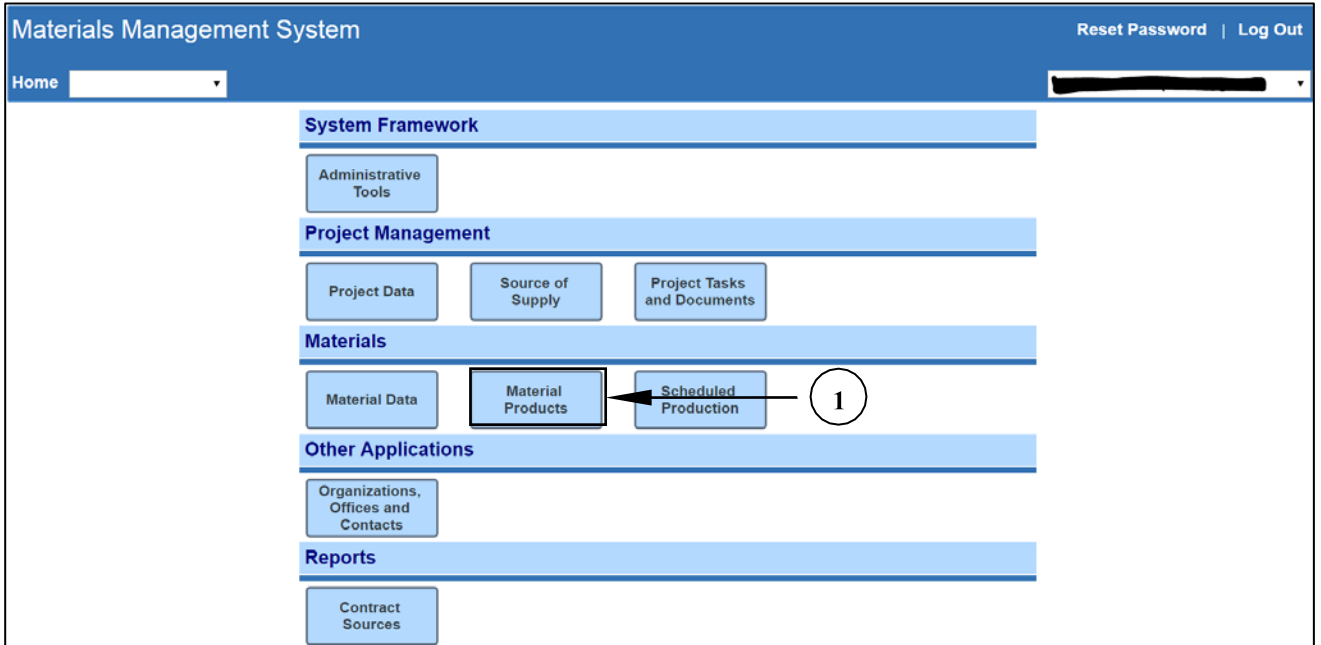 Materials Management System
Reset Password | Log Out
Home
System Framework
Administrative
Tools
Project Management
Project Data
Source of
Supply
Project Tasks
and Documents
Materials
Material Data
Material
Products
Scheduled
Production
1
Other Applications
Organizations,
Offices and
Contacts
Reports
Contract
Sources